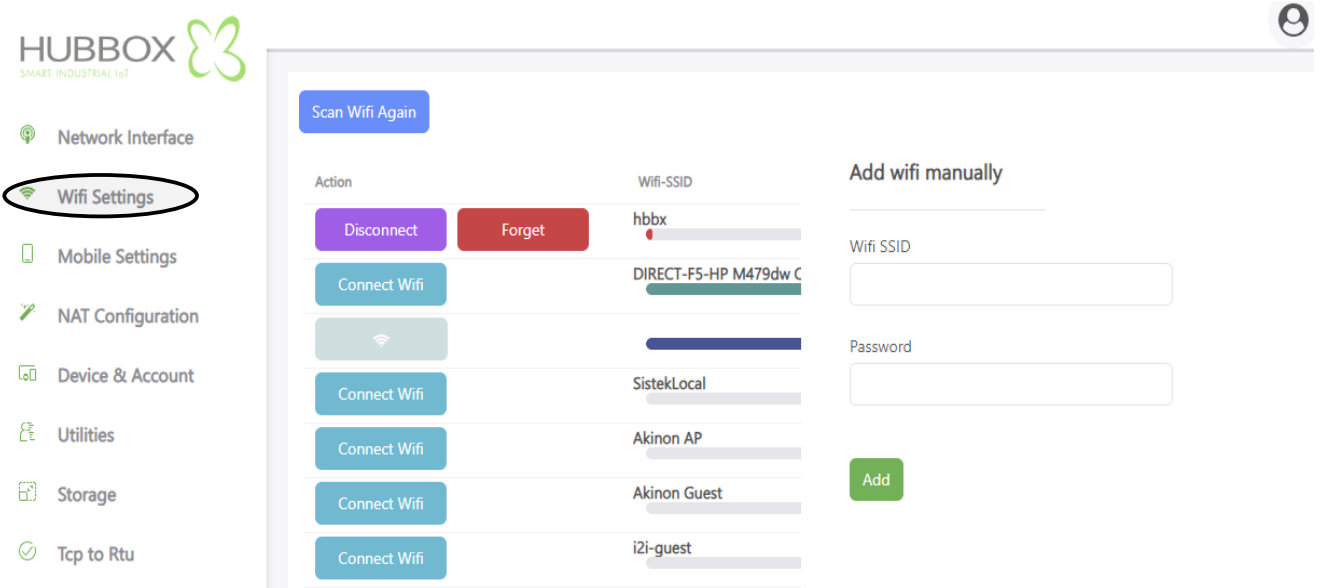 HUBBOX
SMART INDUSTRIAL IoT
Network Interface
Wifi Settings
Mobile Settings
NAT Configuration
Device & Account
Utilities
Storage
Tcp to Rtu
Scan Wifi Again
Action Wifi-SSID
Disconnect Forget hbbx
Connect Wifi DIRECT-F5-HP M479dw
Connect Wifi SistekLocal
Connect Wifi Akinon AP
Connect Wifi Akinon Guest
Connect Wifi i2i-guest
Add wifi manually
Wifi SSID
Password
Add